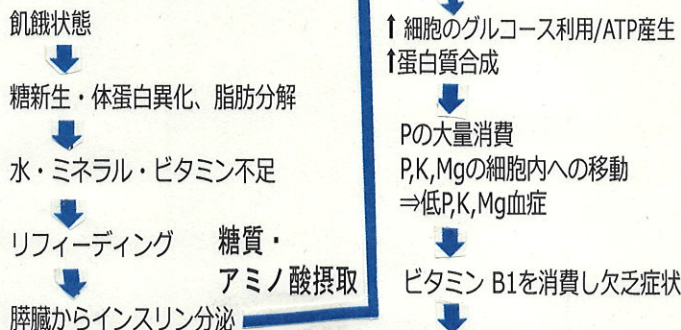 飢餓状態
糖新生・体蛋白異化、脂肪分解
水・ミネラル・ビタミン不足
リフィーディング 糖質・
アミノ酸摂取
膵臓からインスリン分泌
↑細胞のグルコース利用/ATP産生
↑蛋白質合成
Pの大量消費
P,K,Mgの細胞内への移動
⇒低P,K,Mg血症
ビタミン B1を消費し欠乏症状